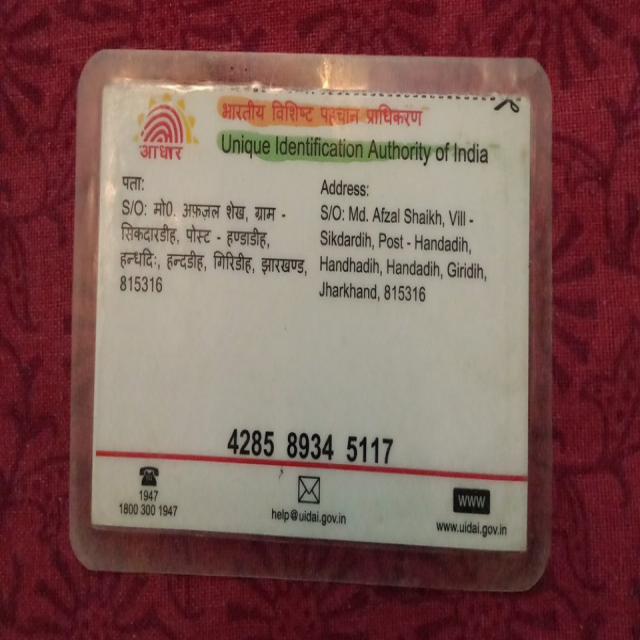 भारतीय विशिष्ट पहचान प्राधिकरण
Unique Identification Authority of India
आधार
पता:
S/O: मो0. अफ़ज़ल शेख, ग्राम -
सिकदारडीह, पोस्ट - हण्डाडीह,
हन्धदिः, हन्दडीह, गिरिडीह, झारखण्ड,
815316
Address:
S/O: Md. Afzal Shaikh, Vill -
Sikdardih, Post - Handadih,
Handhadih, Handadih, Giridih,
Jharkhand, 815316
4285 8934 5117
1947
1800 300 1947
help@uidai.gov.in
www
www.uidai.gov.in